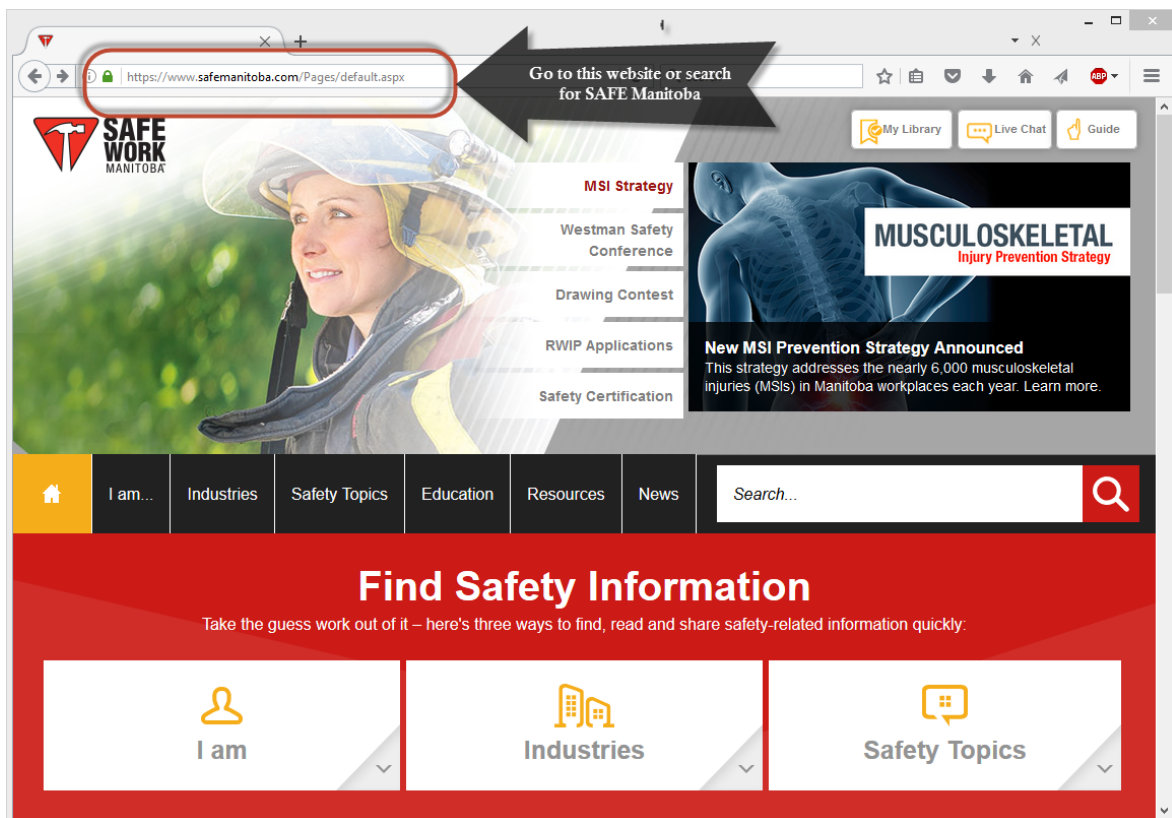 https://www.safemanitoba.com/Pages/default.aspx
Go to this website or search
for SAFE Manitoba
ABP
SAFE
WORK
MANITOBA
My Library
Live Chat
Guide
MSI Strategy
Westman Safety
Conference
Drawing Contest
RWIP Applications
Safety Certification
MUSCULOSKELETAL
Injury Prevention Strategy
New MSI Prevention Strategy Announced
This strategy addresses the nearly 6,000 musculoskeletal
injuries (MSIs) in Manitoba workplaces each year. Learn more.
I am...
Industries
Safety Topics
Education
Resources
News
Search...
Find Safety Information
Take the guess work out of it – here's three ways to find, read and share safety-related information quickly:
I am
Industries
Safety Topics